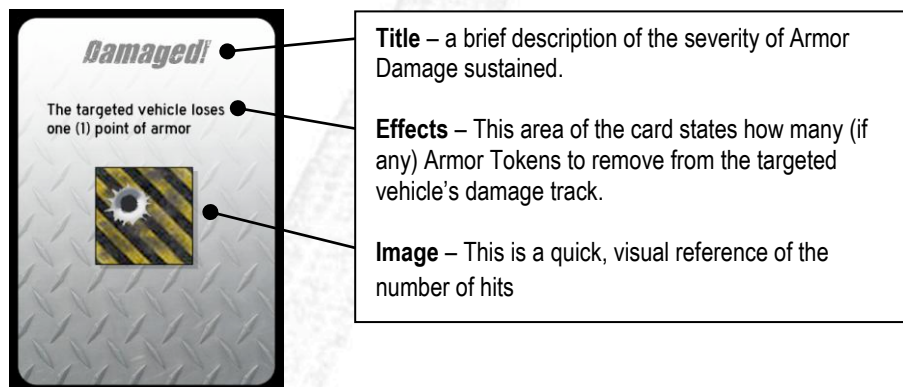 Damaged!
The targeted vehicle loses
one (1) point of armor
Title – a brief description of the severity of Armor
Damage sustained.
Effects – This area of the card states how many (if
any) Armor Tokens to remove from the targeted
vehicle’s damage track.
Image – This is a quick, visual reference of the
number of hits